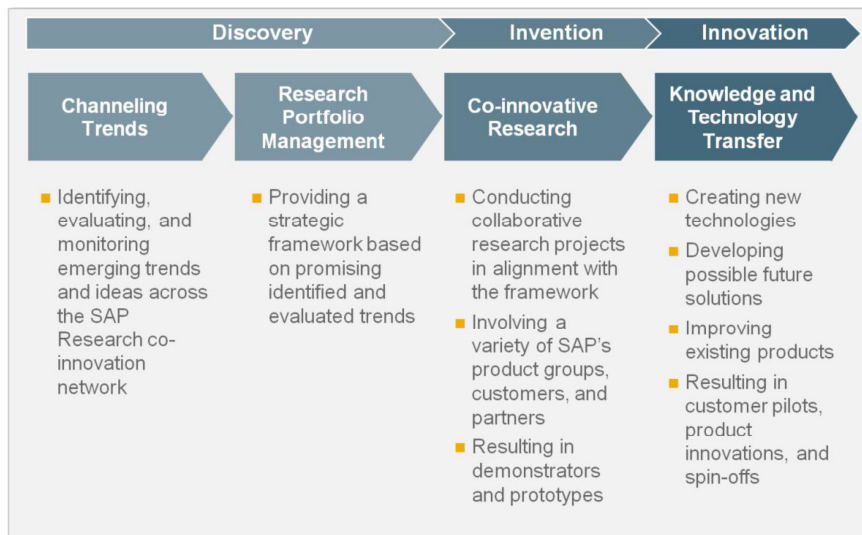 Discovery
Invention
Innovation
Channeling
Trends
Research
Portfolio
Management
Co-innovative
Research
Knowledge and
Technology
Transfer
Identifying,
evaluating, and
monitoring
emerging trends
and ideas across
the SAP
Research co-
innovation
network
Providing a
strategic
framework based
on promising
identified and
evaluated trends
Conducting
collaborative
research projects
in alignment with
the framework
Involving a
variety of SAP's
product groups,
customers, and
partners
Resulting in
demonstrators
and prototypes
Creating new
technologies
Developing
possible future
solutions
Improving
existing products
Resulting in
customer pilots,
product
innovations, and
spin-offs